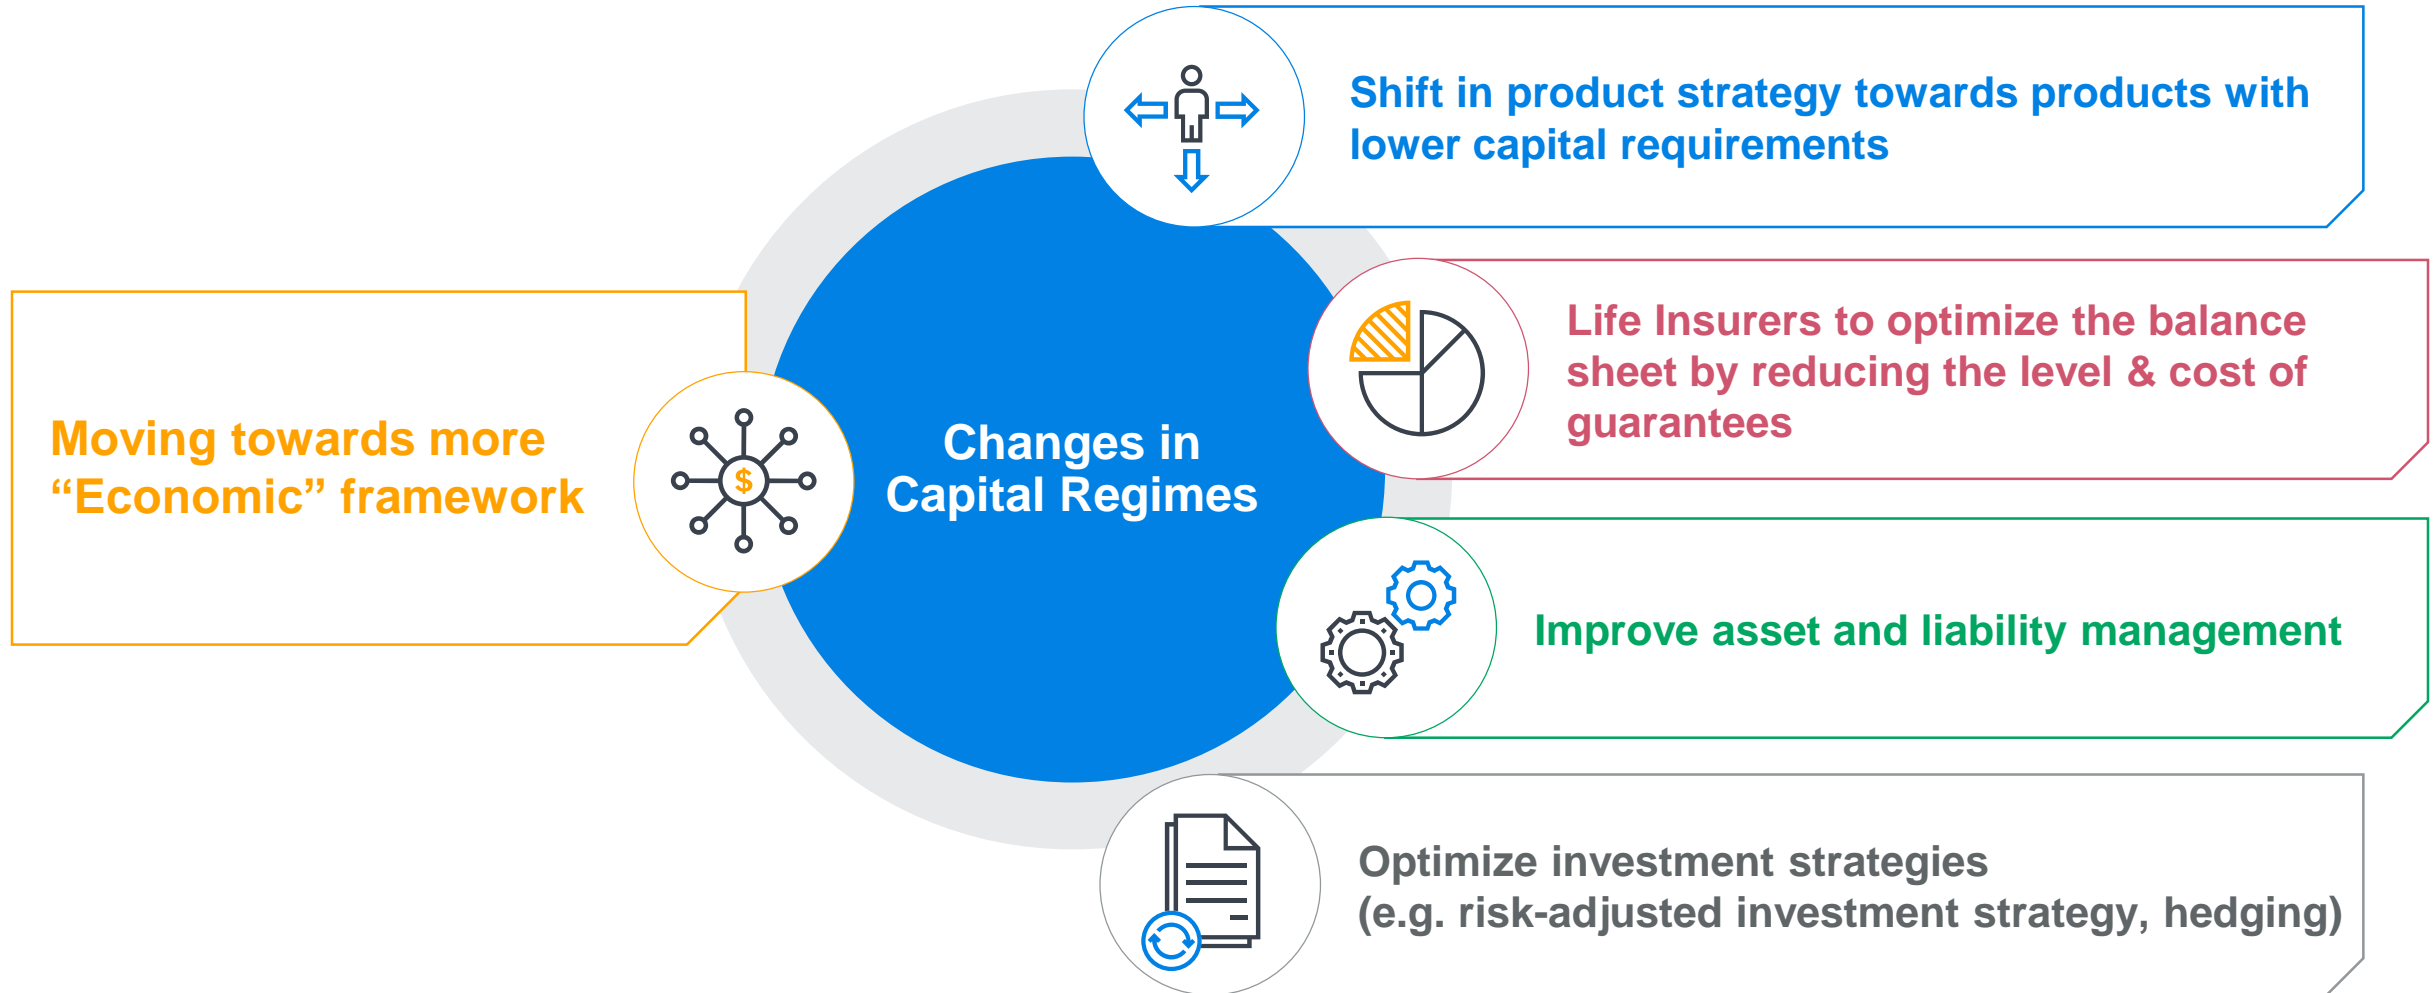 Moving towards more
“Economic” framework
$
Changes in
Capital Regimes
Shift in product strategy towards products with
lower capital requirements
Life Insurers to optimize the balance
sheet by reducing the level & cost of
guarantees
Improve asset and liability management
Optimize investment strategies
(e.g. risk-adjusted investment strategy, hedging)